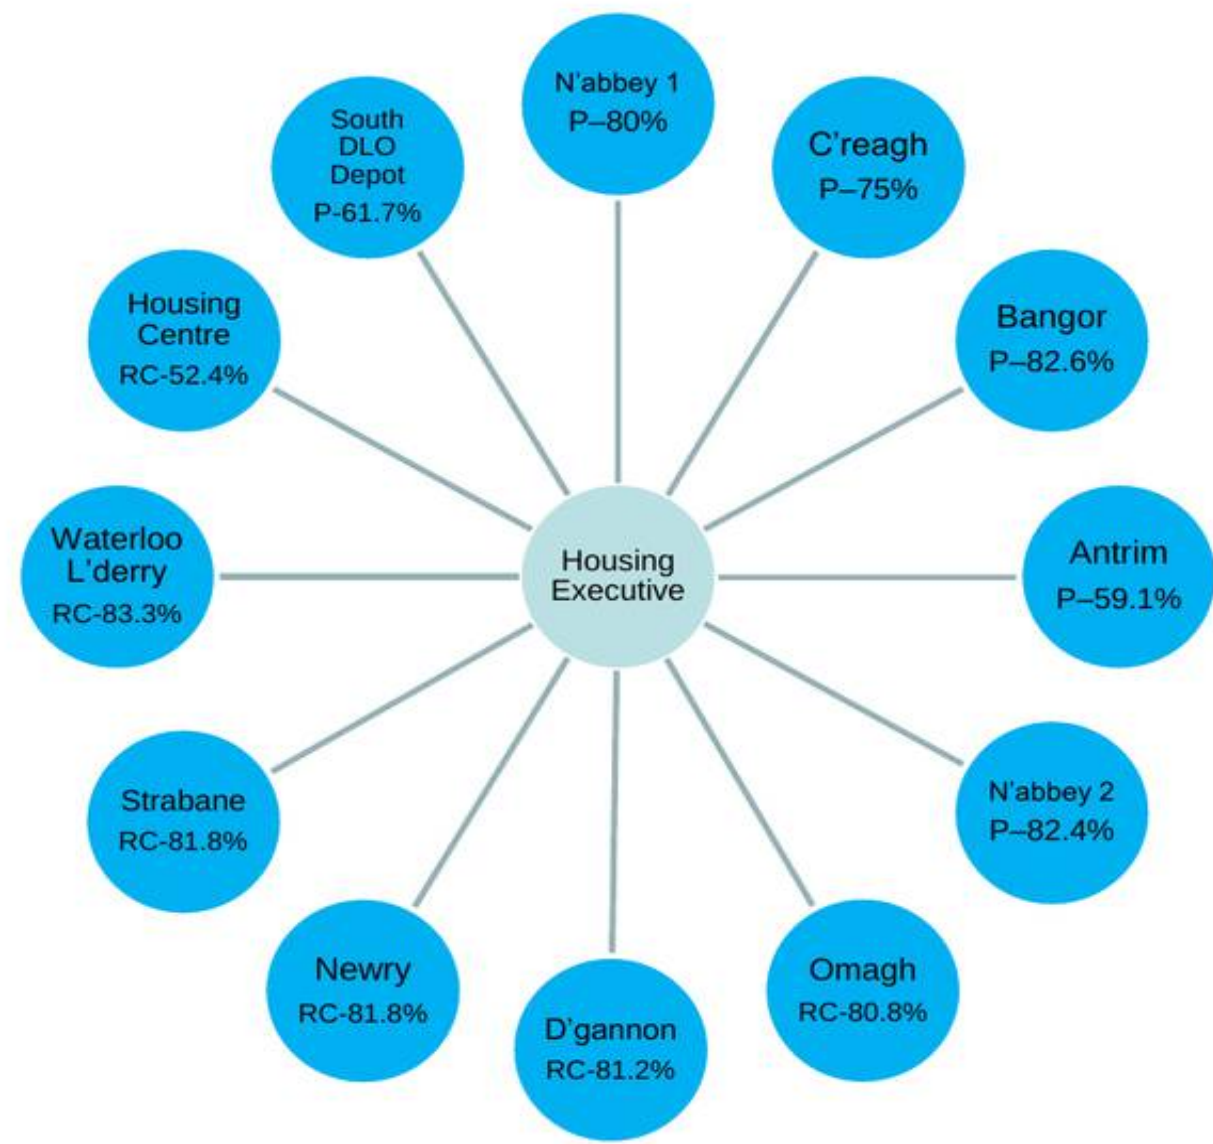 N'abbey 1
P–80%
C'reagh
P–75%
Bangor
P–82.6%
Antrim
P–59.1%
N'abbey 2
P–82.4%
Omagh
RC-80.8%
D'gannon
RC-81.2%
Newry
RC-81.8%
Strabane
RC-81.8%
Waterloo
L'derry
RC-83.3%
Housing
Centre
RC-52.4%
South
DLO
Depot
P-61.7%
Housing
Executive